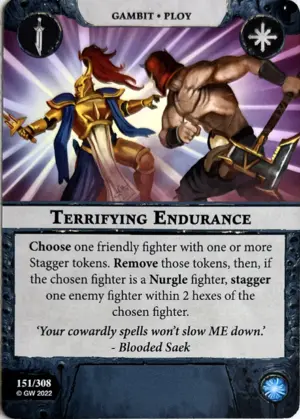 GAMBIT • PLOY
TERRIFYING ENDURANCE
Choose one friendly fighter with one or more
Stagger tokens. Remove those tokens, then, if
the chosen fighter is a Nurgle fighter, stagger
one enemy fighter within 2 hexes of the
chosen fighter.
'Your cowardly spells won't slow ME down.'
- Blooded Saek
151/308
© GW 2022